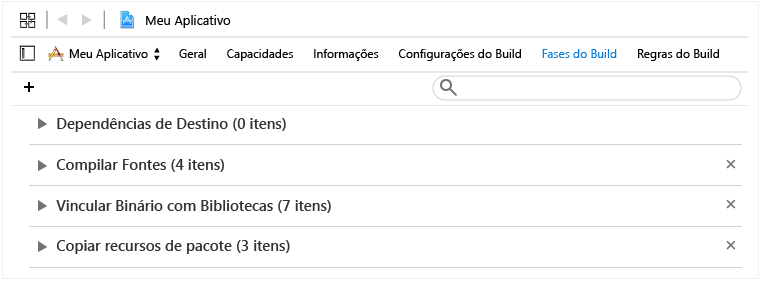 Meu Aplicativo
Meu Aplicativo Geral Capacidades Informações Configurações do Build Fases do Build Regras do Build
+
Dependências de Destino (0 itens)
Compilar Fontes (4 itens)
Vincular Binário com Bibliotecas (7 itens)
Copiar recursos de pacote (3 itens)